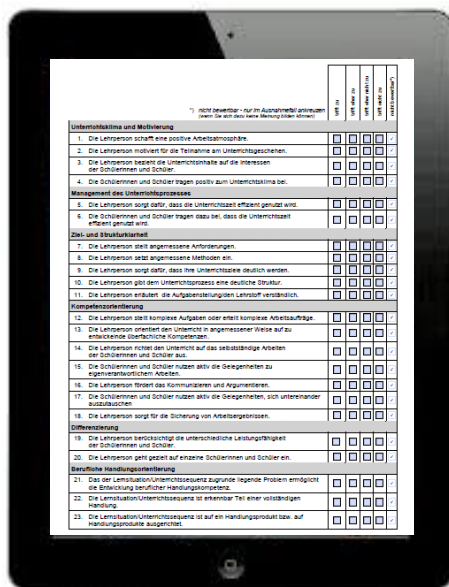 trifft zu
trifft eher zu
trifft eher nicht zu
trifft nicht zu
nicht bewertbar*)
*) nicht bewertbar - nur im Ausnahmefall ankreuzen
(wenn Sie sich dazu keine Meinung bilden können)
Unterrichtsklima und Motivierung
1. Die Lehrperson schafft eine positive Arbeitsatmosphäre.
2. Die Lehrperson motiviert für die Teilnahme am Unterrichtsgeschehen.
3. Die Lehrperson bezieht die Unterrichtsinhalte auf die Interessen
der Schülerinnen und Schüler.
4. Die Schülerinnen und Schüler tragen positiv zum Unterrichtsklima bei.
Management des Unterrichtsprozesses
5. Die Lehrperson sorgt dafür, dass die Unterrichtszeit effizient genutzt wird.
6. Die Schülerinnen und Schüler tragen dazu bei, dass die Unterrichtszeit
effizient genutzt wird.
Ziel- und Strukturklarheit
7. Die Lehrperson stellt angemessene Anforderungen.
8. Die Lehrperson setzt angemessene Methoden ein.
9. Die Lehrperson sorgt dafür, dass ihre Unterrichtsziele deutlich werden.
10. Die Lehrperson gibt dem Unterrichtsprozess eine deutliche Struktur.
11. Die Lehrperson erläutert die Aufgabenstellung/den Lehrstoff verständlich.
Kompetenzorientierung
12. Die Lehrperson stellt komplexe Aufgaben oder erteilt komplexe Arbeitsaufträge.
13. Die Lehrperson orientiert den Unterricht in angemessener Weise auf zu
entwickelnde überfachliche Kompetenzen.
14. Die Lehrperson richtet den Unterricht auf das selbstständige Arbeiten
der Schülerinnen und Schüler aus.
15. Die Schülerinnen und Schüler nutzen aktiv die Gelegenheiten zu
eigenverantwortlichem Arbeiten.
16. Die Lehrperson fördert das Kommunizieren und Argumentieren.
17. Die Schülerinnen und Schüler nutzen aktiv die Gelegenheiten, sich untereinander
auszutauschen
18. Die Lehrperson sorgt für die Sicherung von Arbeitsergebnissen.
Differenzierung
19. Die Lehrperson berücksichtigt die unterschiedliche Leistungsfähigkeit
der Schülerinnen und Schüler.
20. Die Lehrperson geht gezielt auf einzelne Schülerinnen und Schüler ein.
Berufliche Handlungsorientierung
21. Das der Lernsituation/Unterrichtssequenz zugrunde liegende Problem ermöglicht
die Entwicklung beruflicher Handlungskompetenz.
22. Die Lernsituation/Unterrichtssequenz ist erkennbar Teil einer vollständigen
Handlung.
23. Die Lernsituation/Unterrichtssequenz ist auf ein Handlungsprodukt bzw. auf
Handlungsprodukte ausgerichtet.